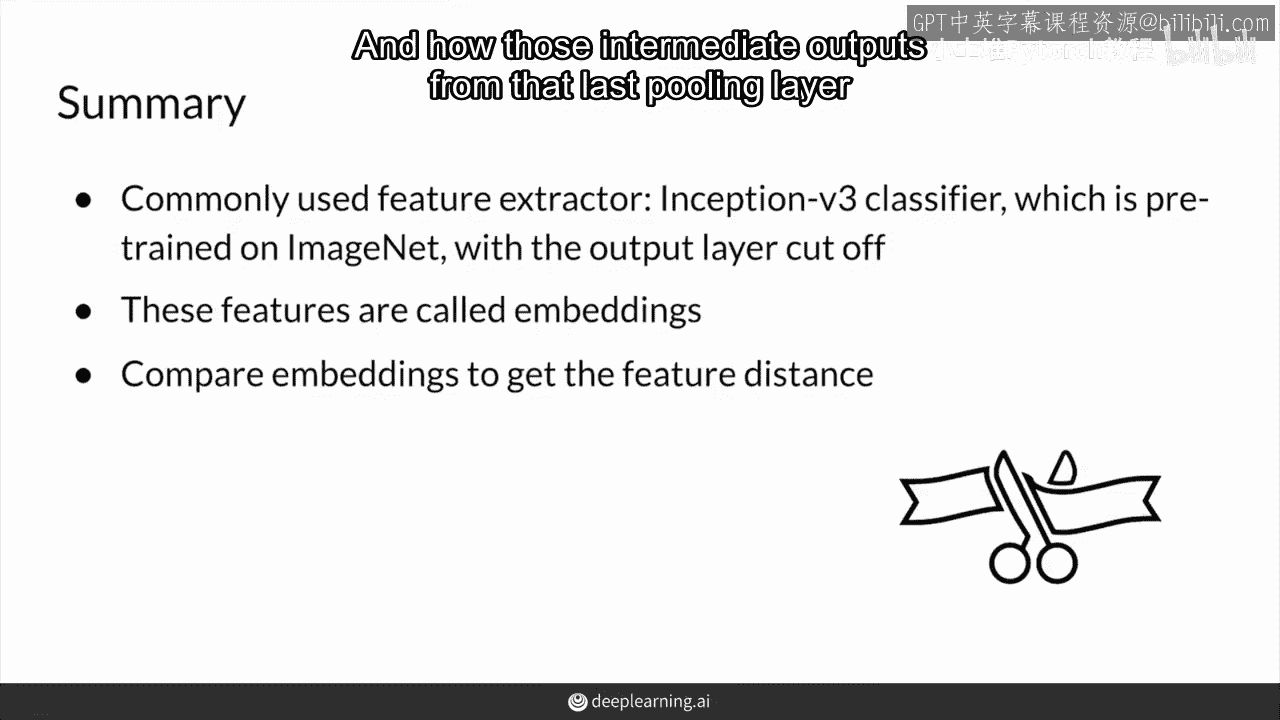 GPT中英字幕课程资源@bilibili.com
And how those intermediate outputs
from that last pooling layer
Summary
● Commonly used feature extractor: Inception-v3 classifier, which is pre-
trained on ImageNet, with the output layer cut off
● These features are called embeddings
● Compare embeddings to get the feature distance
deeplearning.ai